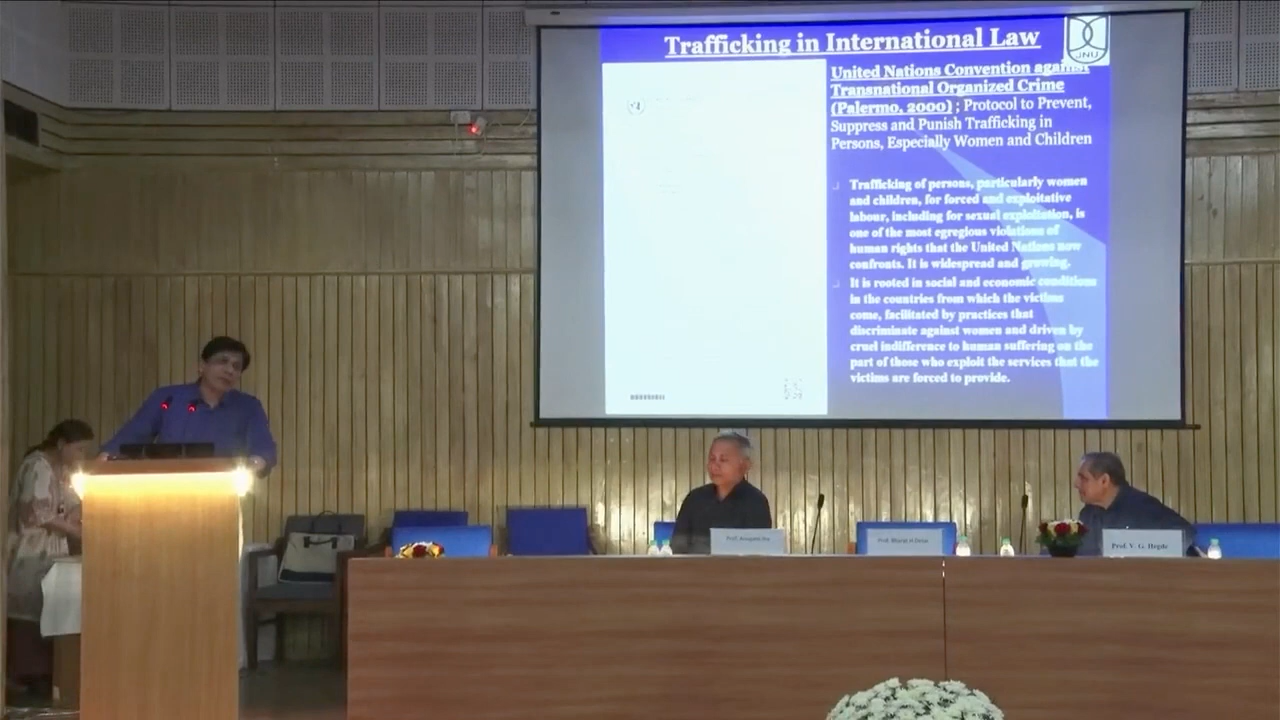 Trafficking in International Law
JNU
United Nations Convention against
Transnational Organized Crime
(Palermo, 2000) ; Protocol to Prevent,
Suppress and Punish Trafficking in
Persons, Especially Women and Children
Trafficking of persons, particularly women
and children, for forced and exploitative
labour, including for sexual exploitation, is
one of the most egregious violations of
human rights that the United Nations now
confronts. It is widespread and growing.
It is rooted in social and economic conditions
in the countries from which the victims
come, facilitated by practices that
discriminate against women and driven by
cruel indifference to human suffering on the
part of those who exploit the services that the
victims are forced to provide.
Prof.
Prof. Bharat H Desai
Prof. V. G. Hegde